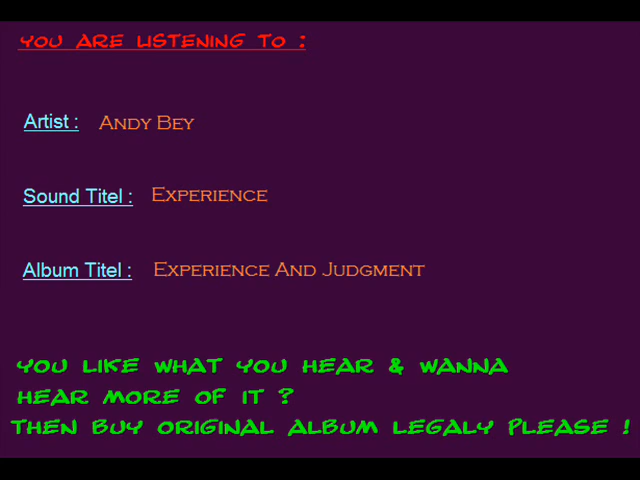 YOU ARE LISTENING TO :
Artist : ANDY BEY
Sound Titel : EXPERIENCE
Album Titel : EXPERIENCE AND JUDGMENT
YOU LIKE WHAT YOU HEAR & WANNA
HEAR MORE OF IT ?
THEN BUY ORIGINAL ALBUM LEGALY PLEASE !